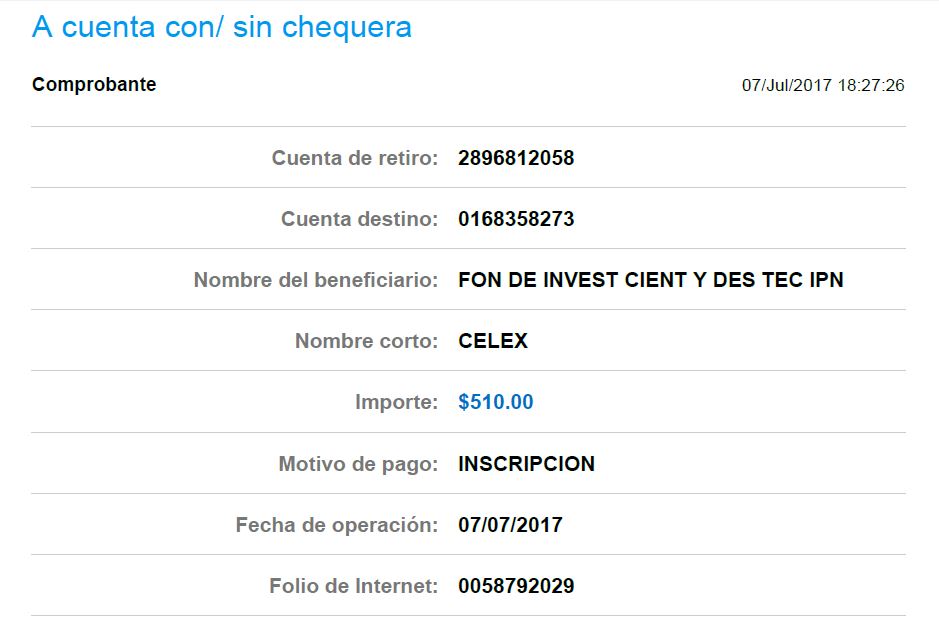 A cuenta con/ sin chequera
Comprobante 07/Jul/2017 18:27:26
Cuenta de retiro: 2896812058
Cuenta destino: 0168358273
Nombre del beneficiario: FON DE INVEST CIENT Y DES TEC IPN
Nombre corto: CELEX
Importe: $510.00
Motivo de pago: INSCRIPCION
Fecha de operación: 07/07/2017
Folio de Internet: 0058792029